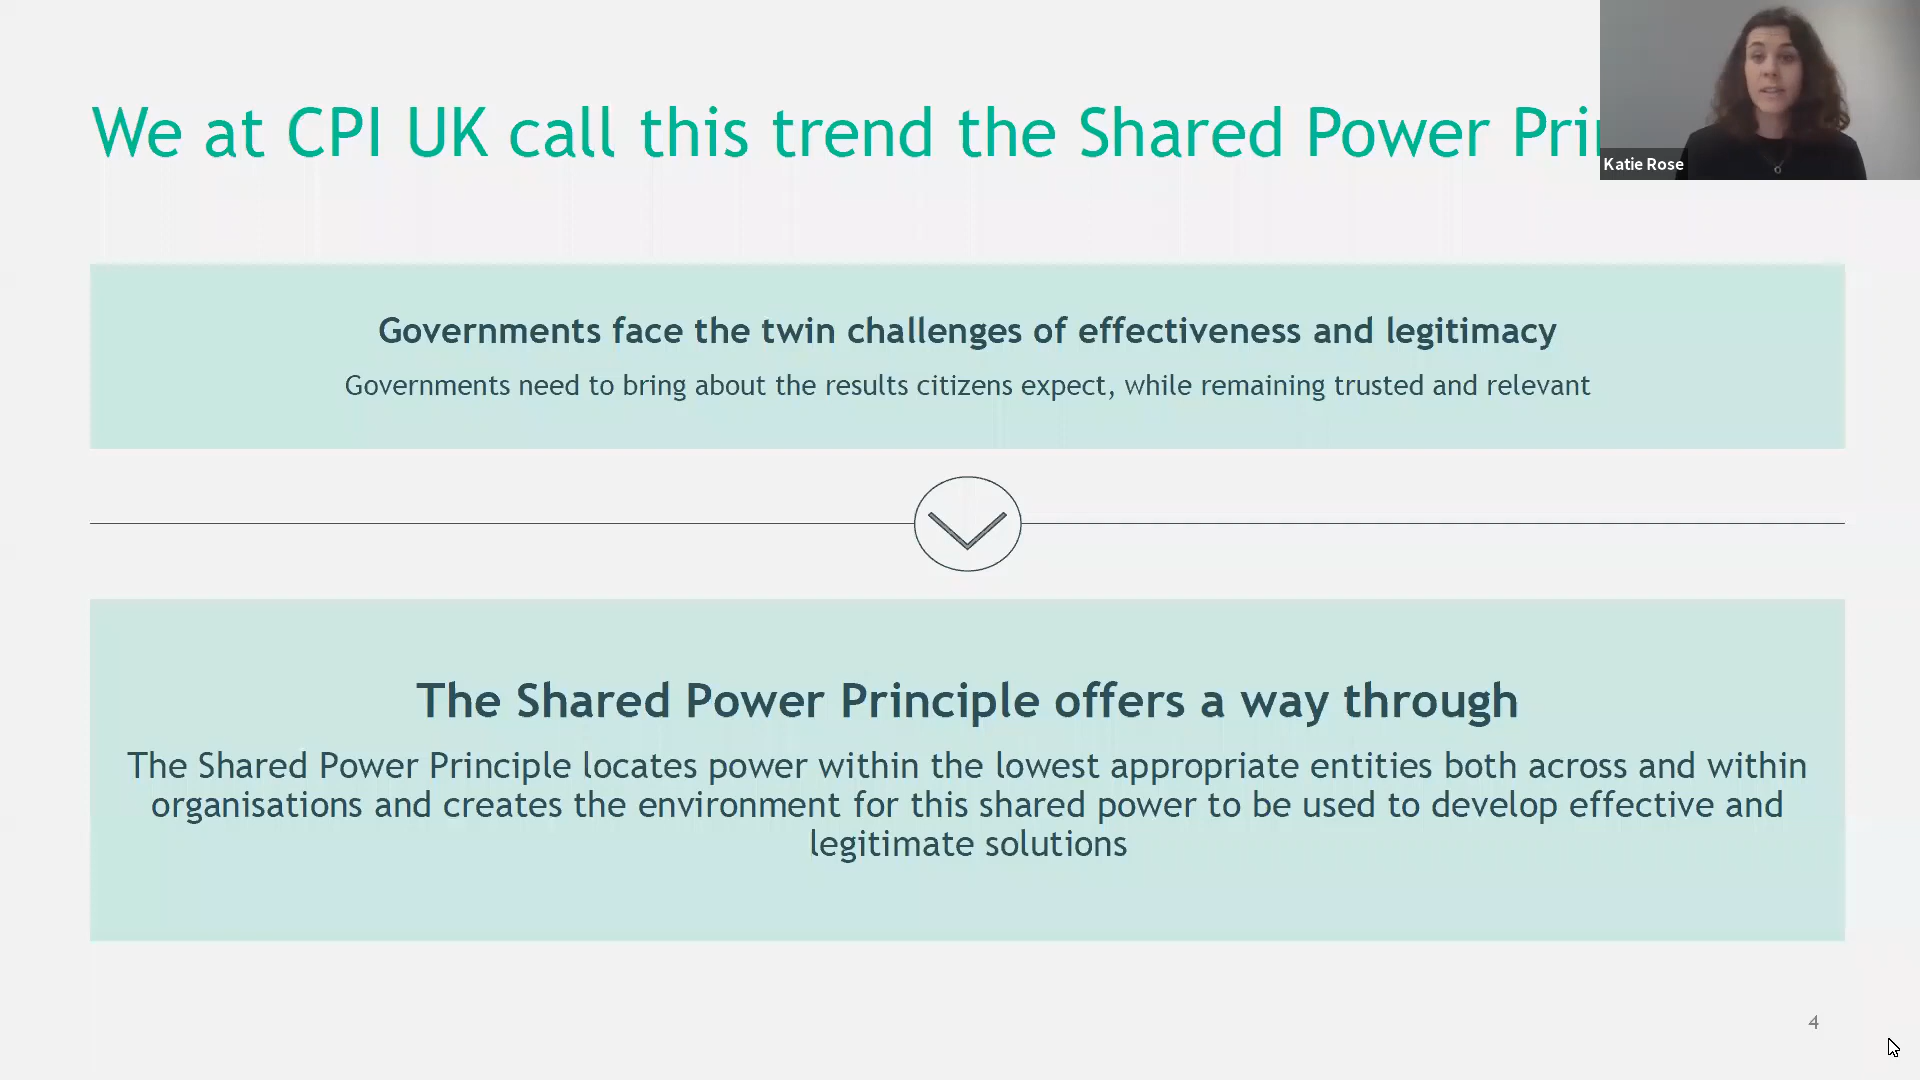 We at CPI UK call this trend the Shared Power Pri
Katie Rose
Governments face the twin challenges of effectiveness and legitimacy
Governments need to bring about the results citizens expect, while remaining trusted and relevant
The Shared Power Principle offers a way through
The Shared Power Principle locates power within the lowest appropriate entities both across and within
organisations and creates the environment for this shared power to be used to develop effective and
legitimate solutions
4